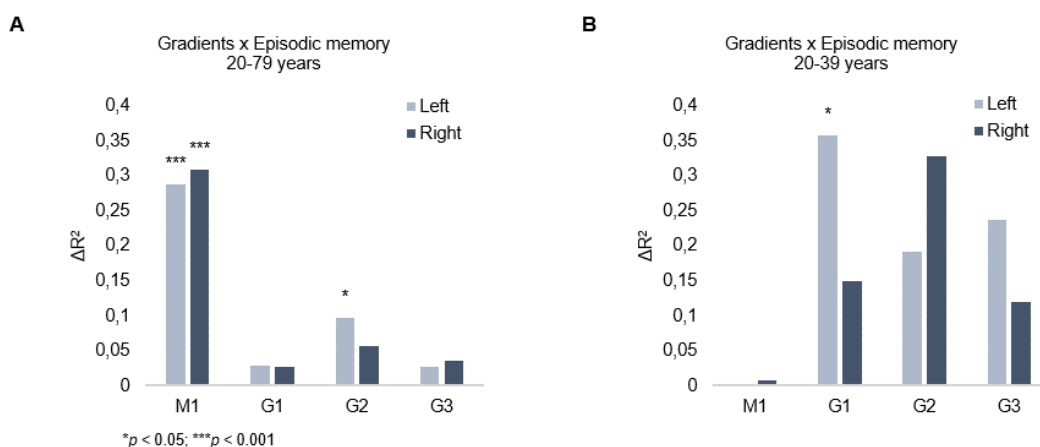 A
Gradients x Episodic memory
20-79 years
0,4
0,35
0,3
0,25
0,2
0,15
0,1
0,05
0
ΔR²
Left
Right
***
***
*
M1
G1
G2
G3
*p < 0.05; ***p < 0.001
B
Gradients x Episodic memory
20-39 years
0,4
0,35
0,3
0,25
0,2
0,15
0,1
0,05
0
ΔR²
Left
Right
*
M1
G1
G2
G3